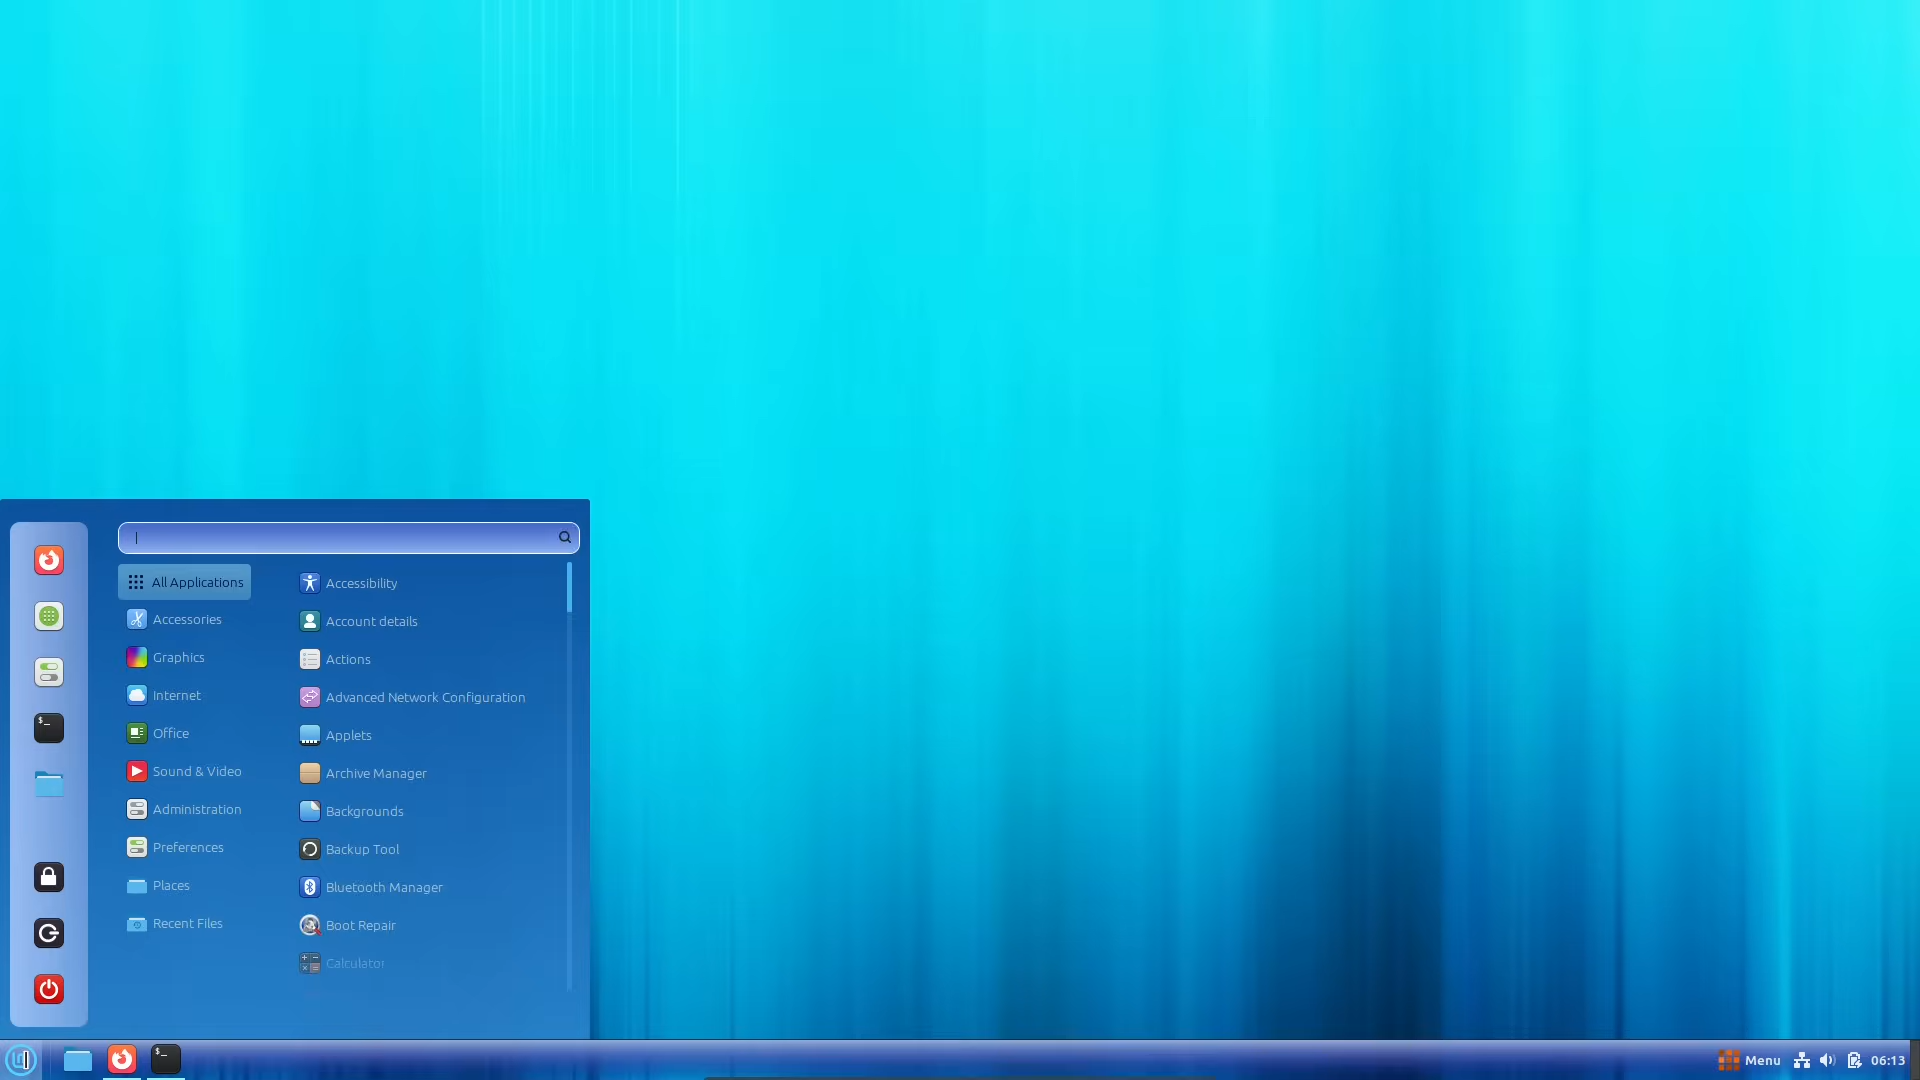 All Applications
Accessories
Graphics
Internet
Office
Sound & Video
Administration
Preferences
Places
Recent Files
Accessibility
Account details
Actions
Advanced Network Configuration
Applets
Archive Manager
Backgrounds
Backup Tool
Bluetooth Manager
Boot Repair
Calculator
Menu
06:13